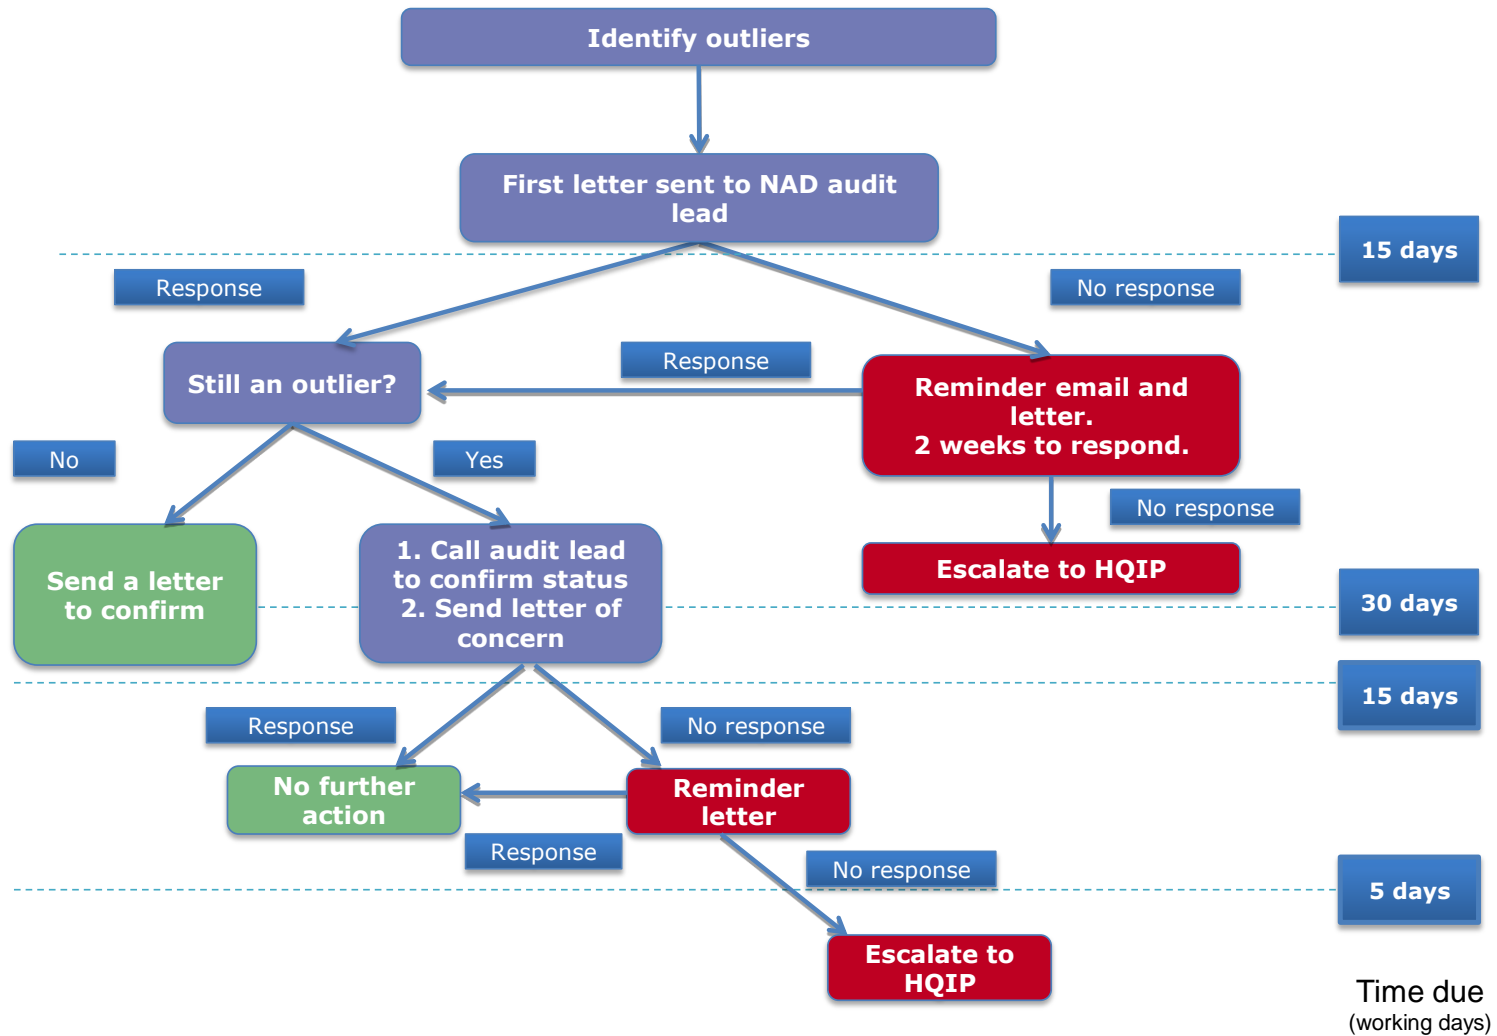 Identify outliers
First letter sent to NAD audit
lead
15 days
Response
No response
Still an outlier?
Response
Reminder email and
letter.
2 weeks to respond.
No
Yes
No response
Send a letter
to confirm
1. Call audit lead
to confirm status
2. Send letter of
concern
Escalate to HQIP
30 days
15 days
Response
No response
No further
action
Reminder
letter
Response
No response
5 days
Escalate to
HQIP
Time due
(working days)